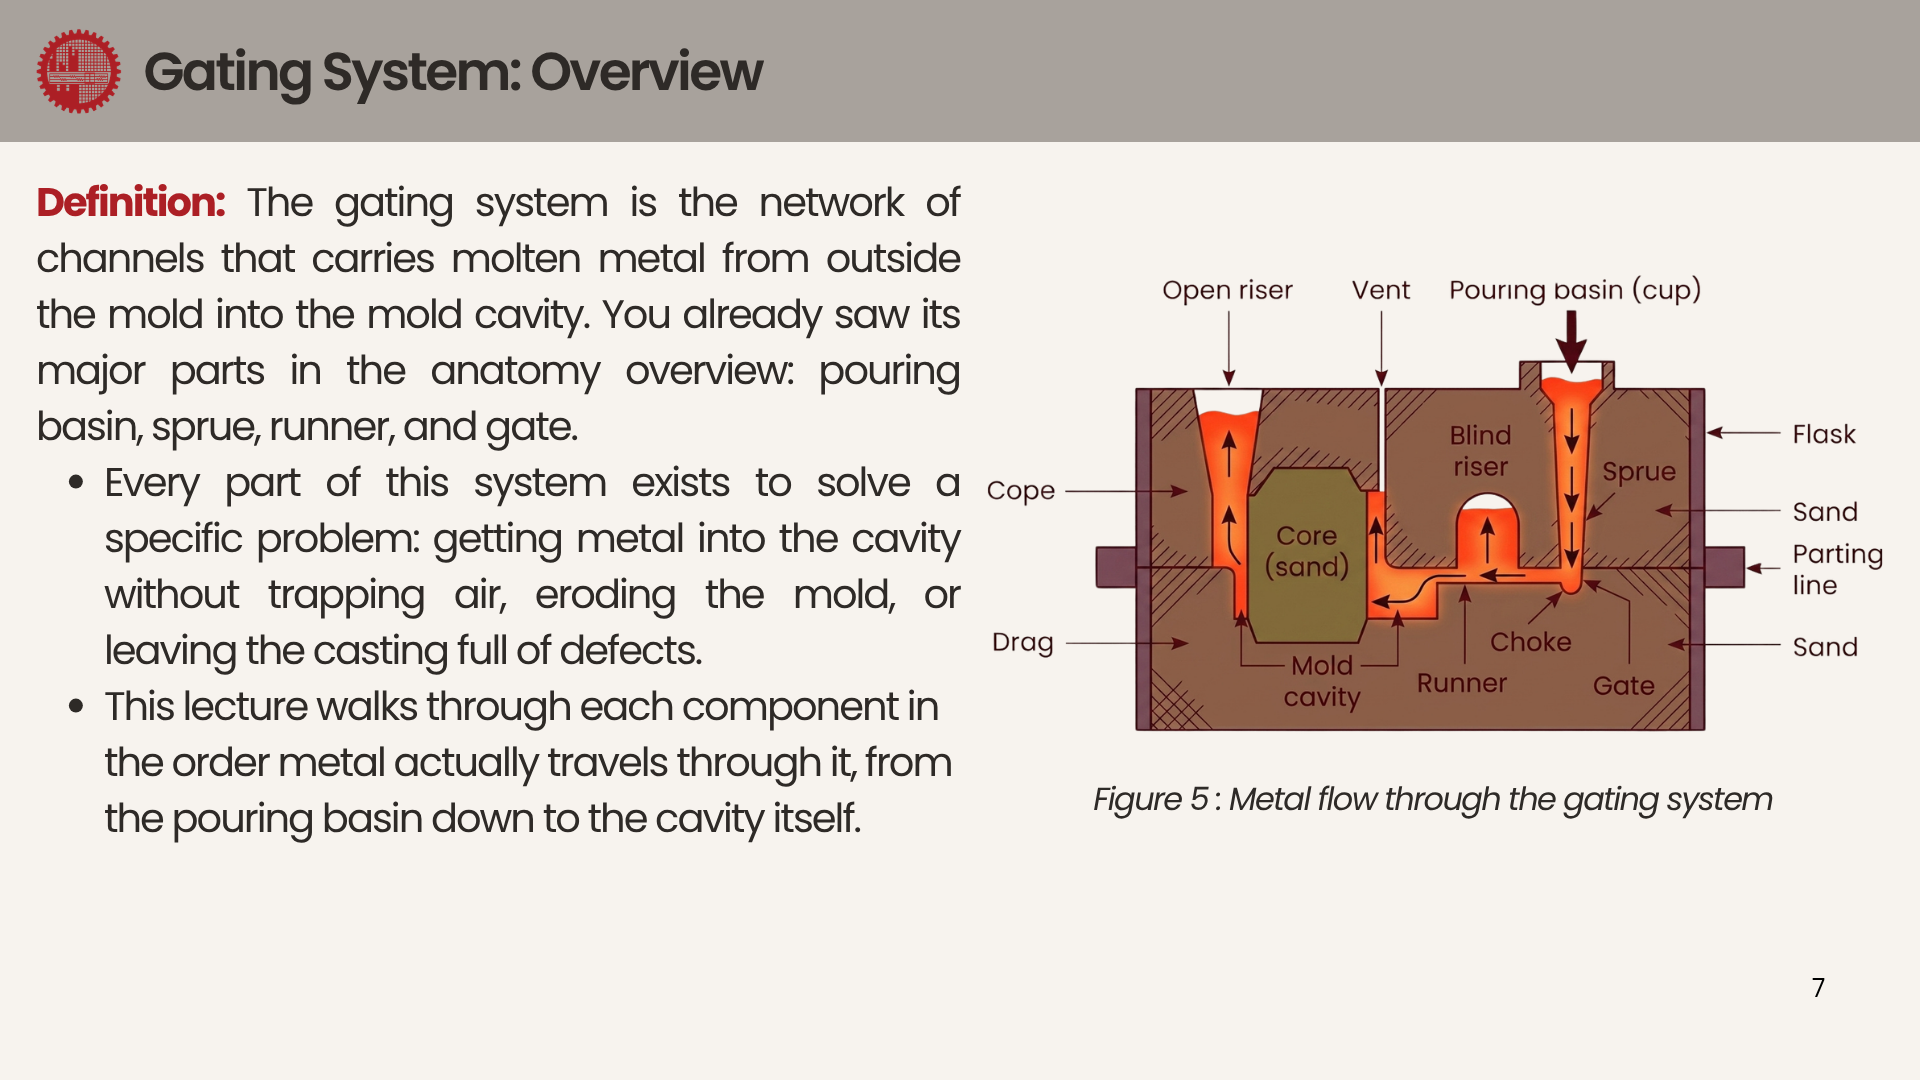 Gating System: Overview
Definition: The gating system is the network of
channels that carries molten metal from outside
the mold into the mold cavity. You already saw its
major parts in the anatomy overview: pouring
basin, sprue, runner, and gate.
• Every part of this system exists to solve a
specific problem: getting metal into the cavity
without trapping air, eroding the mold, or
leaving the casting full of defects.
• This lecture walks through each component in
the order metal actually travels through it, from
the pouring basin down to the cavity itself.
Open riser
Vent
Pouring basin (cup)
Flask
Blind
riser
Sprue
Cope
Sand
Core
(sand)
Parting
line
Drag
Choke
Sand
Mold
cavity
Runner
Gate
Figure 5 : Metal flow through the gating system
7